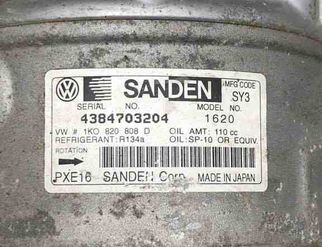 MFG CODE
VW SANDEN SY3
SERIAL NO. MODEL NO.
4384703204 1620
VW # 1K0 820 808 D OIL AMT: 110 cc
REFRIGERANT: R134a OIL: SP-10 OR EQUIV.
ROTATION
PXE16 SANDEN Corp. MADE IN JAPAN